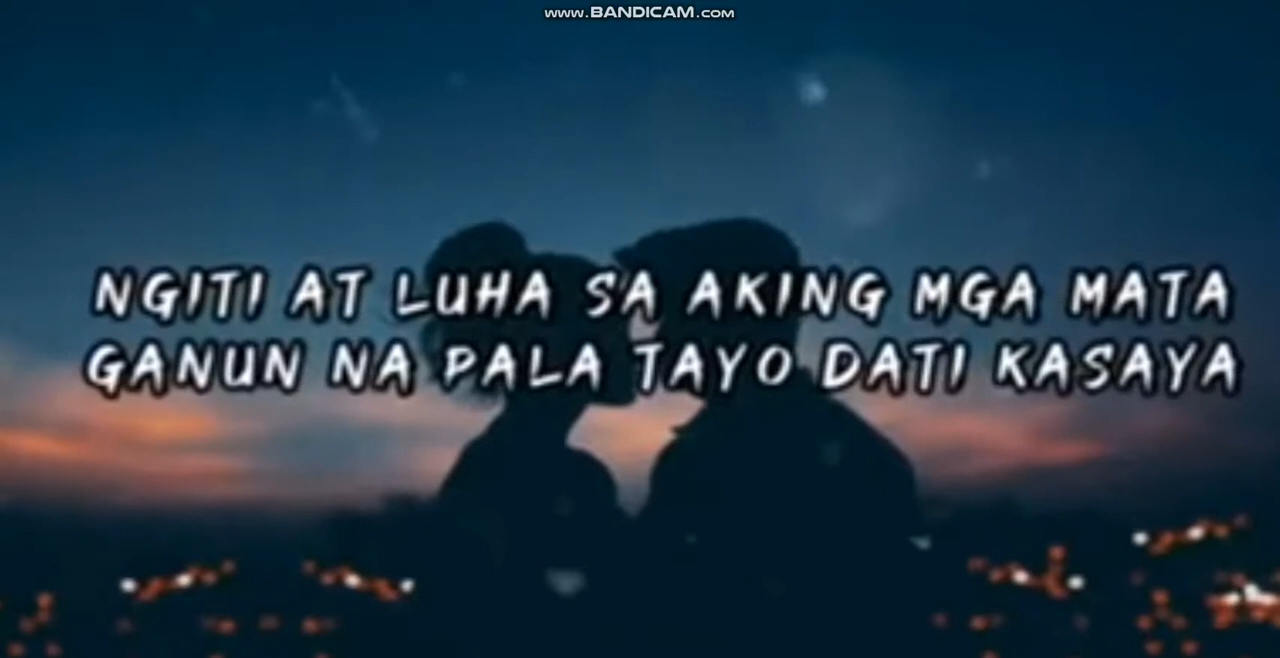 www.BANDICAM.com
NGITI AT LUHA SA AKING MGA MATA
GANUN NA PALA TAYO DATI KASAYA